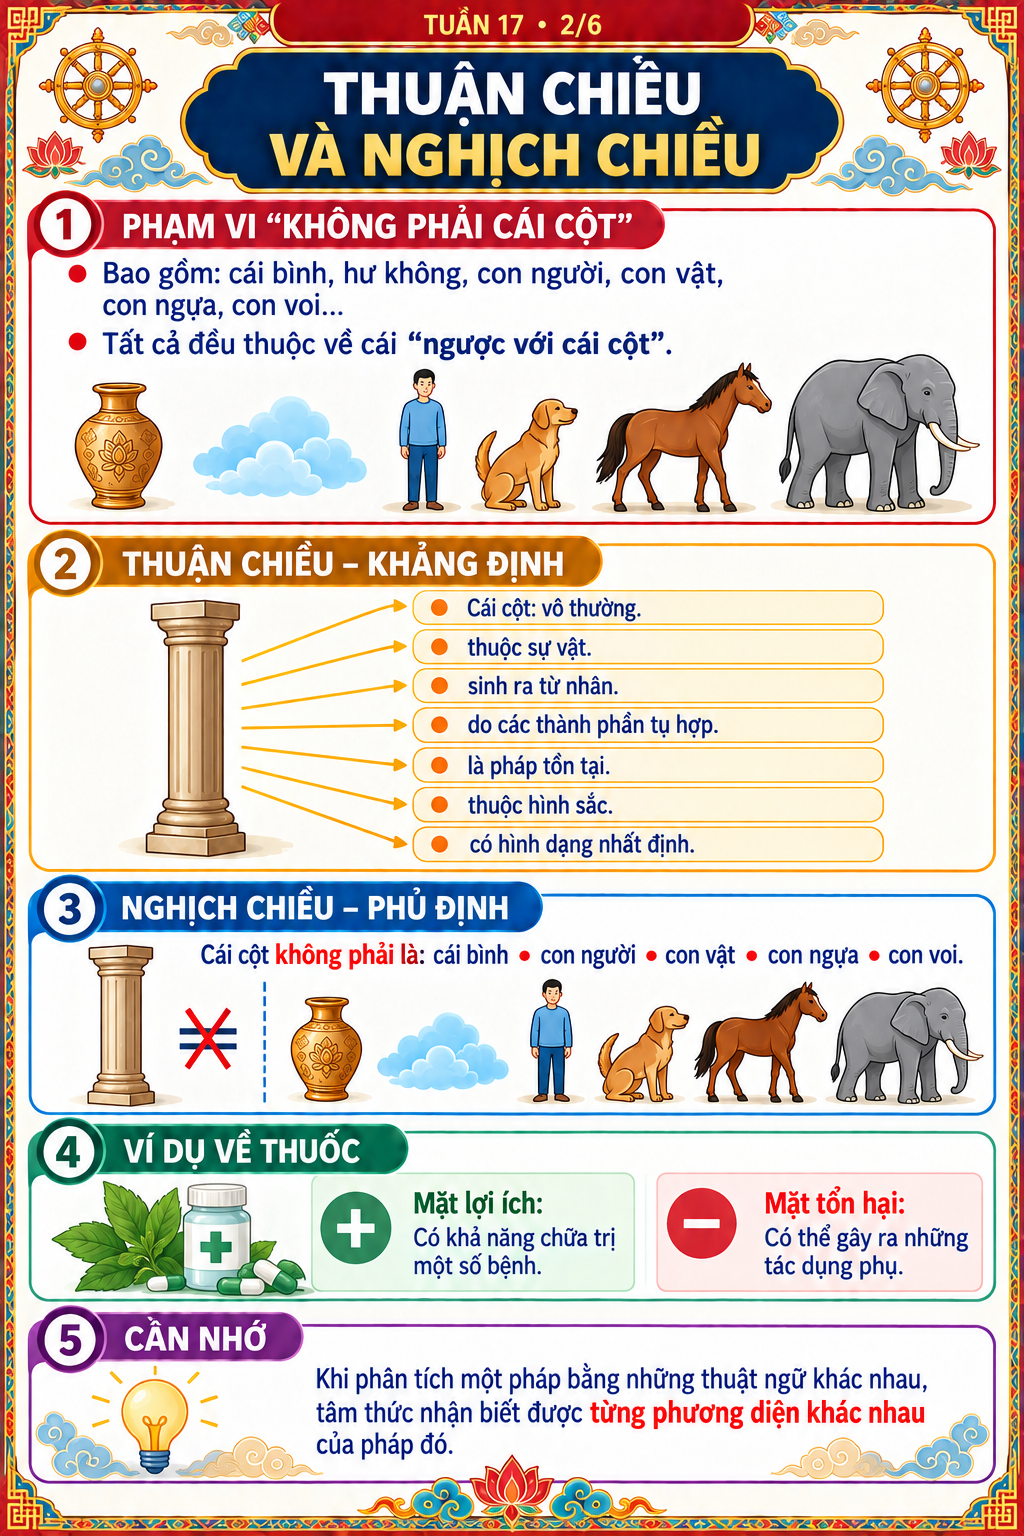 TUẦN 17 • 2/6
THUẬN CHIỀU
VÀ NGHỊCH CHIỀU
1 PHẠM VI “KHÔNG PHẢI CÁI CỘT”
• Bao gồm: cái bình, hư không, con người, con vật,
con ngựa, con voi...
• Tất cả đều thuộc về cái “ngược với cái cột”.
2 THUẬN CHIỀU – KHẲNG ĐỊNH
• Cái cột: vô thường.
• thuộc sự vật.
• sinh ra từ nhân.
• do các thành phần tụ hợp.
• là pháp tồn tại.
• thuộc hình sắc.
• có hình dạng nhất định.
3 NGHỊCH CHIỀU – PHỦ ĐỊNH
Cái cột không phải là: cái bình • con người • con vật • con ngựa • con voi.
4 VÍ DỤ VỀ THUỐC
Mặt lợi ích:
Có khả năng chữa trị
một số bệnh.
Mặt tổn hại:
Có thể gây ra những
tác dụng phụ.
5 CẦN NHỚ
Khi phân tích một pháp bằng những thuật ngữ khác nhau,
tâm thức nhận biết được từng phương diện khác nhau
của pháp đó.